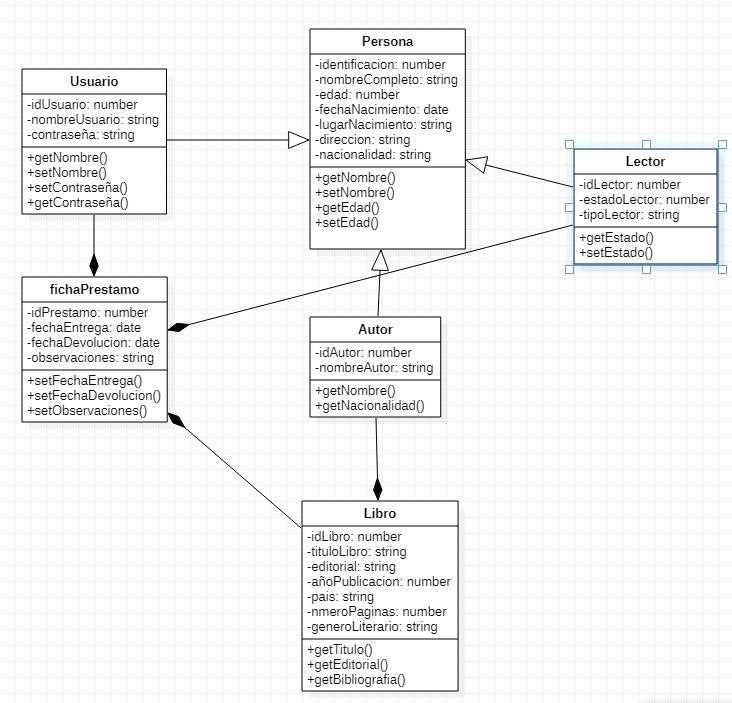 Persona
-identificacion: number
-nombreCompleto: string
-edad: number
-fechaNacimiento: date
-lugarNacimiento: string
-direccion: string
-nacionalidad: string
+getNombre()
+setNombre()
+getEdad()
+setEdad()
Usuario
-idUsuario: number
-nombreUsuario: string
-contraseña: string
+getNombre()
+setNombre()
+setContraseña()
+getContraseña()
Lector
-idLector: number
-estadoLector: number
-tipoLector: string
+getEstado()
+setEstado()
fichaPrestamo
-idPrestamo: number
-fechaEntrega: date
-fechaDevolucion: date
-observaciones: string
+setFechaEntrega()
+setFechaDevolucion()
+setObservaciones()
Autor
-idAutor: number
-nombreAutor: string
+getNombre()
+getNacionalidad()
Libro
-idLibro: number
-tituloLibro: string
-editorial: string
-añoPublicacion: number
-pais: string
-nmeroPaginas: number
-generoLiterario: string
+getTitulo()
+getEditorial()
+getBibliografia()